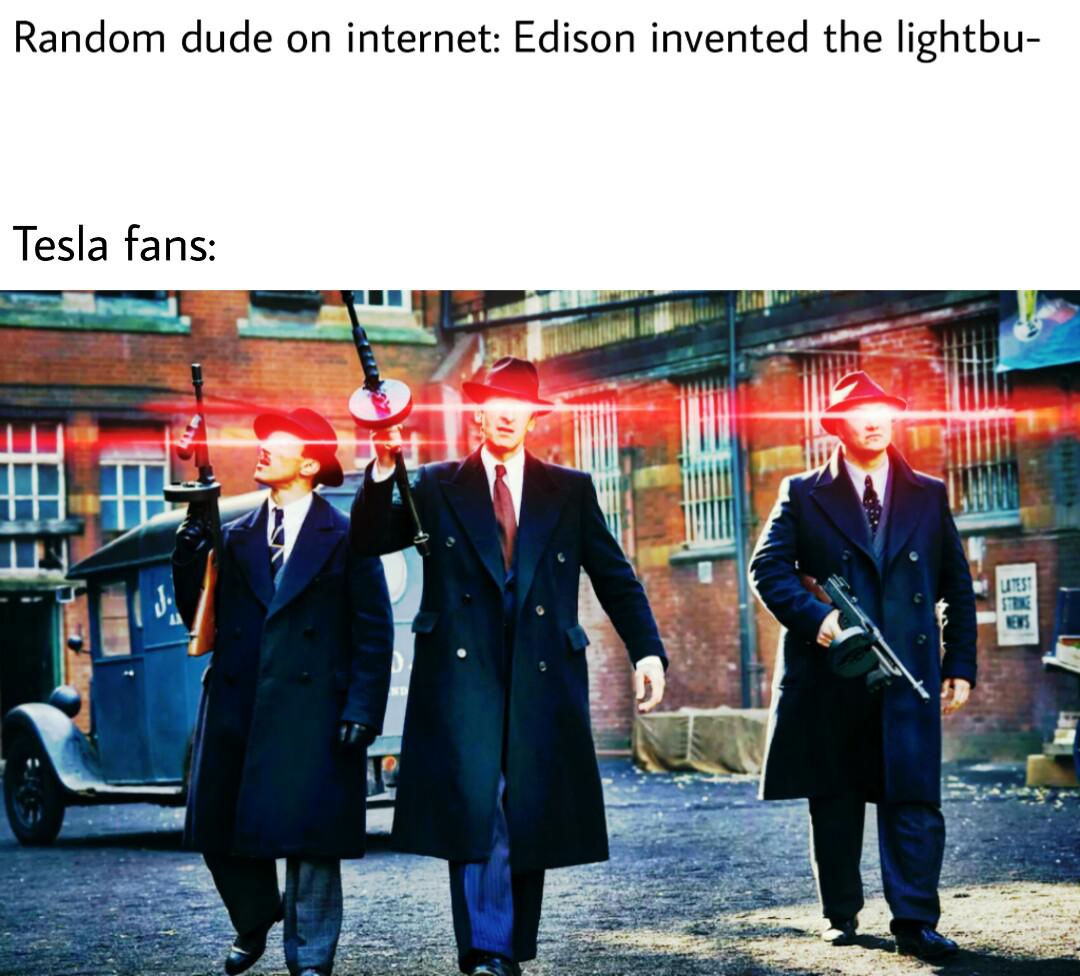 Random dude on internet: Edison invented the lightbu-
Tesla fans:
J.
LATEST
STRIKE
NEWS